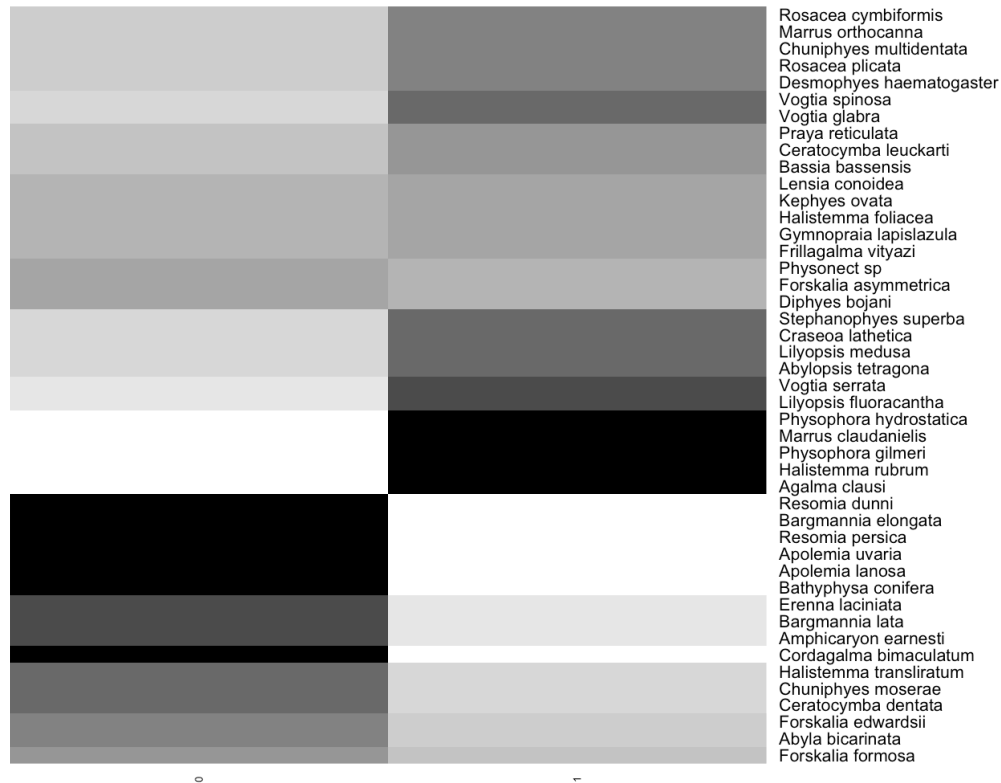 Rosacea cymbiformis
Marrus orthocanna
Chuniphyes multidentata
Rosacea plicata
Desmophyes haematogaster
Vogtia spinosa
Vogtia glabra
Praya reticulata
Ceratocymba leuckarti
Bassia bassensis
Lensia conoidea
Kephyes ovata
Halistemma foliacea
Gymnopraia lapislazula
Frillagalma vityazi
Physonect sp
Forskalia asymmetrica
Diphyes bojani
Stephanophyes superba
Craseoa lathetica
Lilyopsis medusa
Abylopsis tetragona
Vogtia serrata
Lilyopsis fluoracantha
Physophora hydrostatica
Marrus claudanielis
Physophora gilmeri
Halistemma rubrum
Agalma clausi
Resomia dunni
Bargmannia elongata
Resomia persica
Apolemia uvaria
Apolemia lanosa
Bathyphysa conifera
Erenna laciniata
Bargmannia lata
Amphicaryon earnesti
Cordagalma bimaculatum
Halistemma transliratum
Chuniphyes moserae
Ceratocymba dentata
Forskalia edwardsii
Abyla bicarinata
Forskalia formosa
0
1